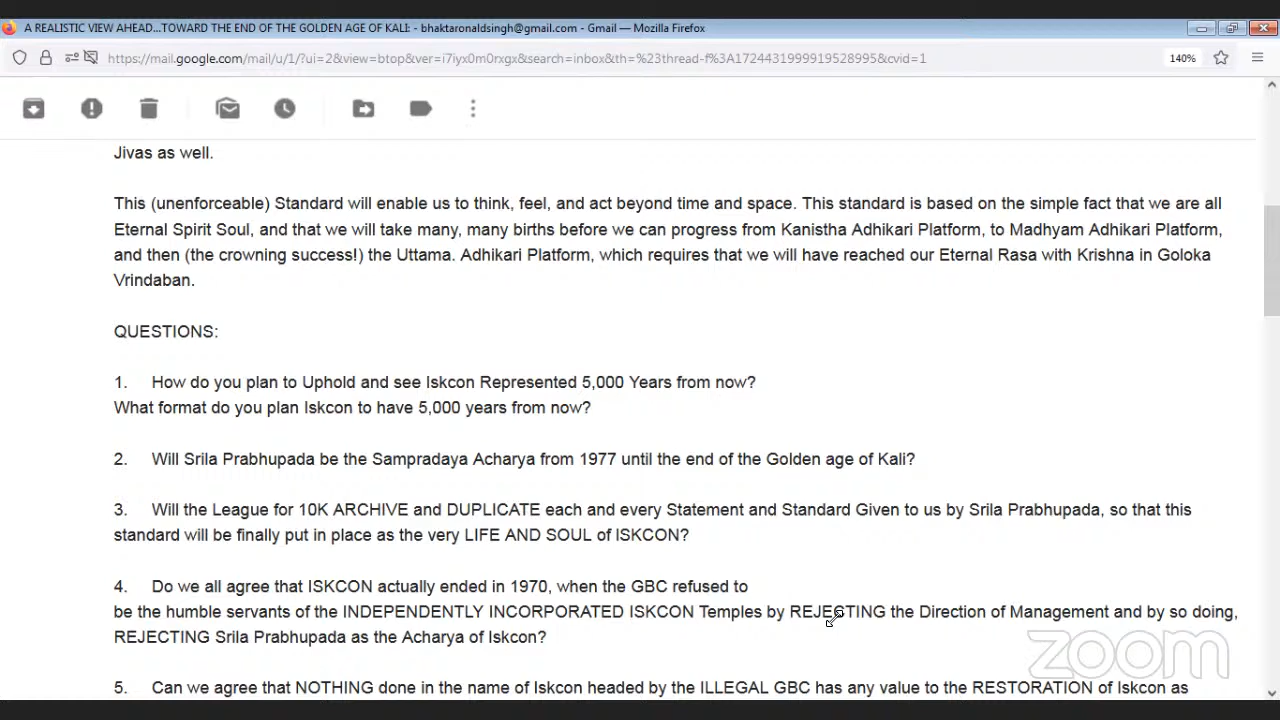 A REALISTIC VIEW AHEAD...TOWARD THE END OF THE GOLDEN AGE OF KALI: - bhaktaronaldsingh@gmail.com - Gmail — Mozilla Firefox
https://mail.google.com/mail/u/1/?ui=2&view=btop&ver=i7iyx0m0rxgx&search=inbox&th=%23thread-f%3A1724431999919528995&cvid=1
140%
Jivas as well.
This (unenforceable) Standard will enable us to think, feel, and act beyond time and space. This standard is based on the simple fact that we are all
Eternal Spirit Soul, and that we will take many, many births before we can progress from Kanistha Adhikari Platform, to Madhyam Adhikari Platform,
and then (the crowning success!) the Uttama. Adhikari Platform, which requires that we will have reached our Eternal Rasa with Krishna in Goloka
Vrindaban.
QUESTIONS:
1. How do you plan to Uphold and see Iskcon Represented 5,000 Years from now?
What format do you plan Iskcon to have 5,000 years from now?
2. Will Srila Prabhupada be the Sampradaya Acharya from 1977 until the end of the Golden age of Kali?
3. Will the League for 10K ARCHIVE and DUPLICATE each and every Statement and Standard Given to us by Srila Prabhupada, so that this
standard will be finally put in place as the very LIFE AND SOUL of ISKCON?
4. Do we all agree that ISKCON actually ended in 1970, when the GBC refused to
be the humble servants of the INDEPENDENTLY INCORPORATED ISKCON Temples by REJECTING the Direction of Management and by so doing,
REJECTING Srila Prabhupada as the Acharya of Iskcon?
5. Can we agree that NOTHING done in the name of Iskcon headed by the ILLEGAL GBC has any value to the RESTORATION of Iskcon as
zoom